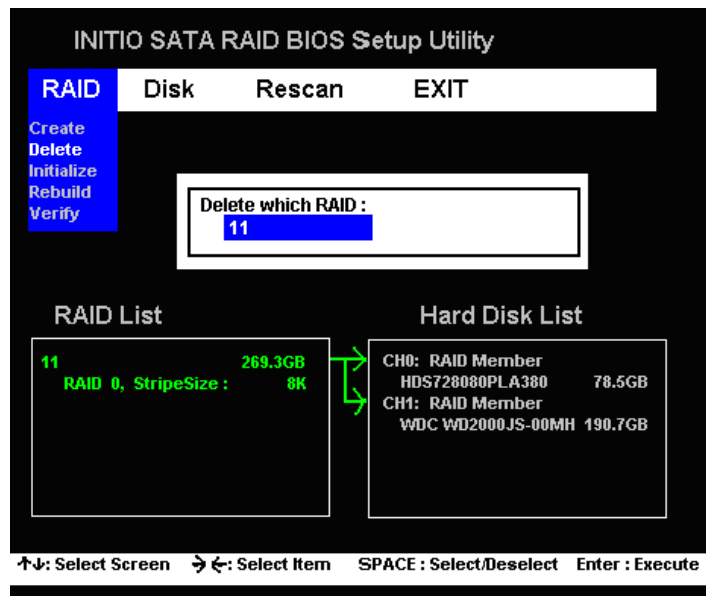 INITIO SATA RAID BIOS Setup Utility
RAID Disk Rescan EXIT
Create
Delete
Initialize
Rebuild
Verify
Delete which RAID :
11
RAID List
11 269.3GB
RAID 0, StripeSize : 8K
Hard Disk List
CH0: RAID Member
HDS728080PLA380 78.5GB
CH1: RAID Member
WDC WD2000JS-00MH 190.7GB
↑↓: Select Screen →←: Select Item SPACE : Select/Deselect Enter : Execute